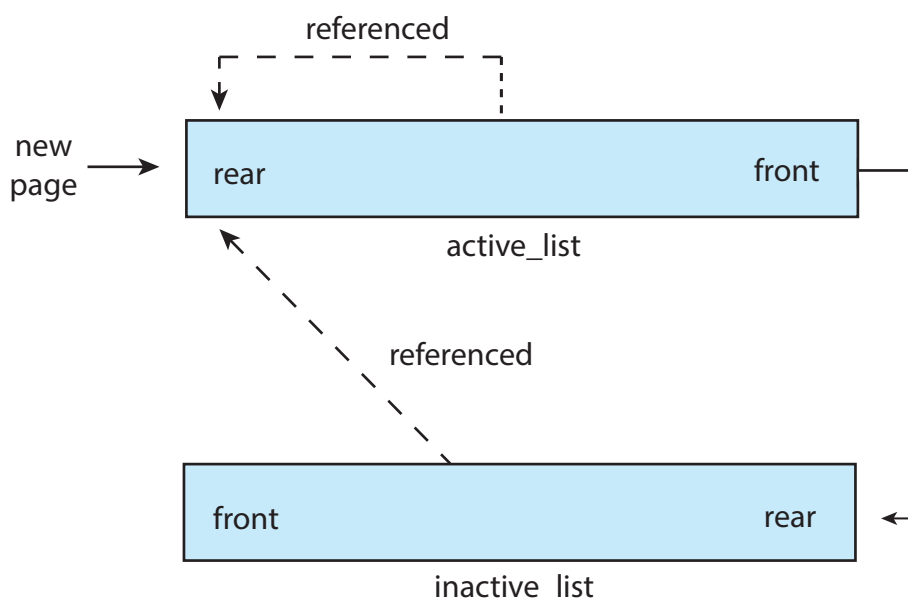 referenced
new
page
rear
front
active_list
referenced
front
rear
inactive_list